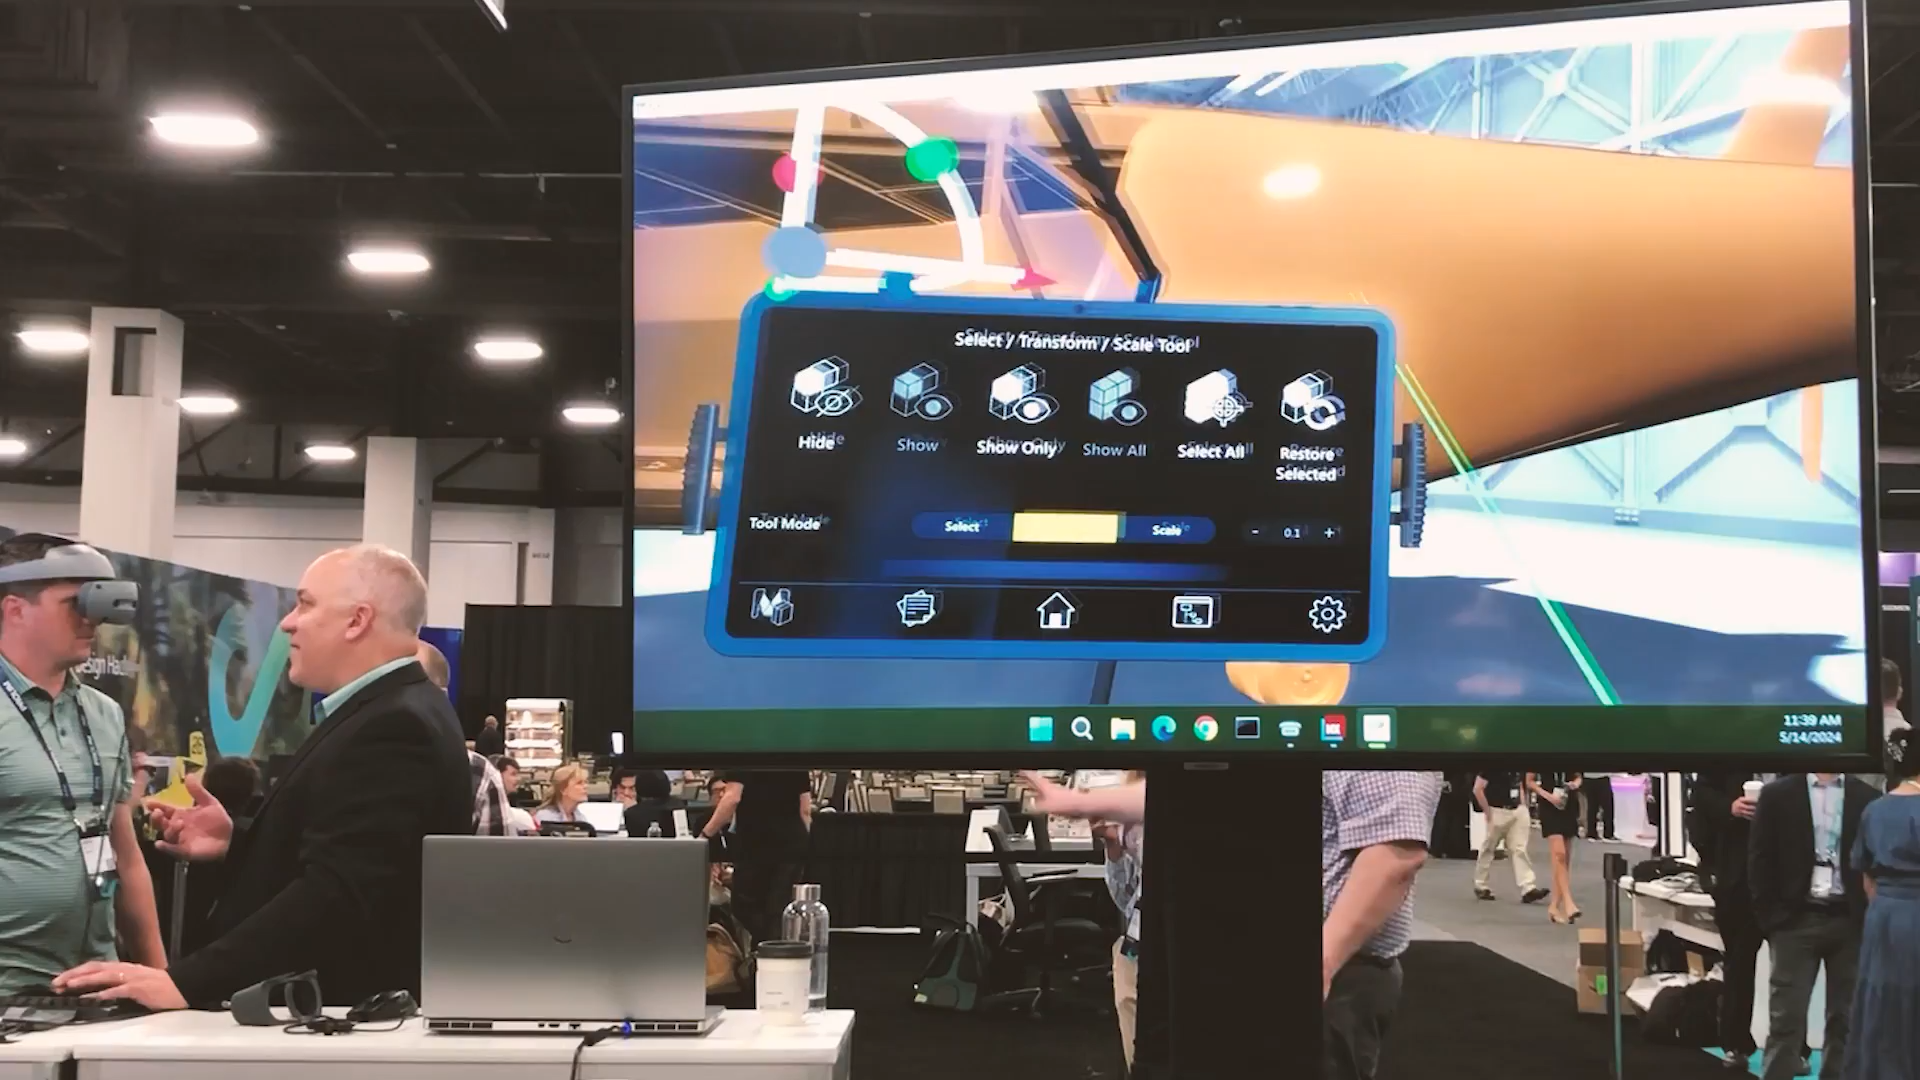 Select / Transform / Scale Tool
Hide
Show
Show Only
Show All
Select All
Restore
Selected
Tool Mode
Select
Scale
-
0.1
+
11:39 AM
5/14/2024